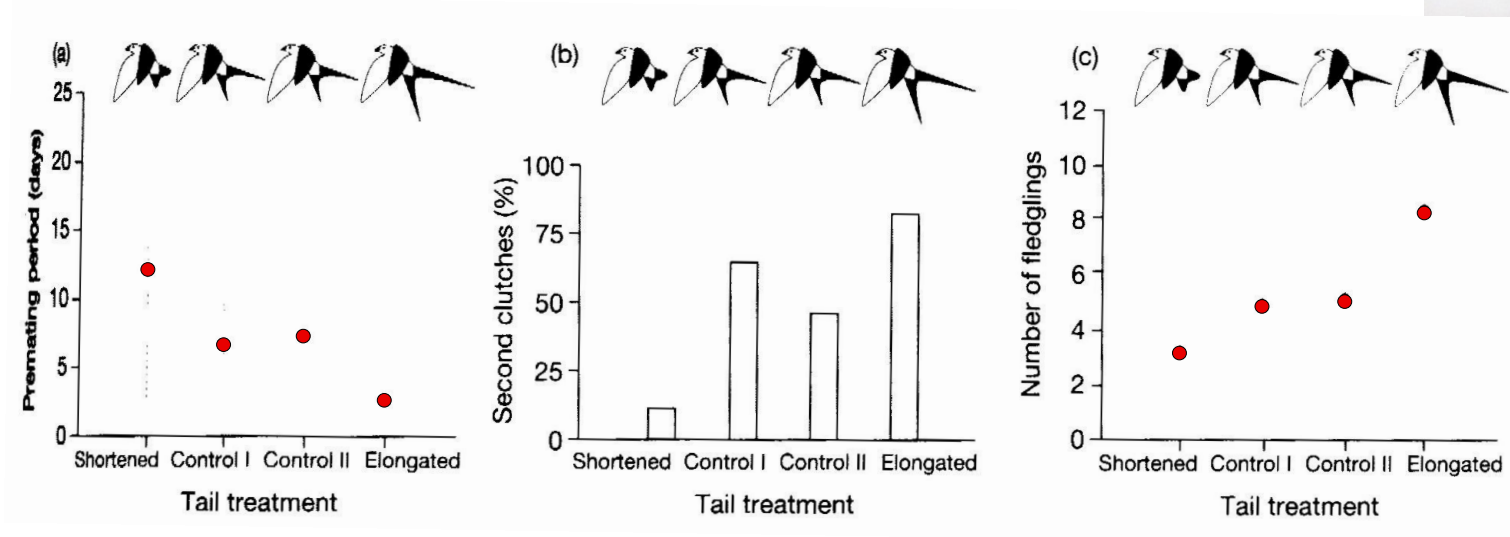 (a)
25
20
15
10
5
0
Premating period (days)
Shortened Control I Control II Elongated
Tail treatment
(b)
100
75
50
25
0
Second clutches (%)
Shortened Control I Control II Elongated
Tail treatment
(c)
12
10
8
6
4
2
0
Number of fledglings
Shortened Control I Control II Elongated
Tail treatment